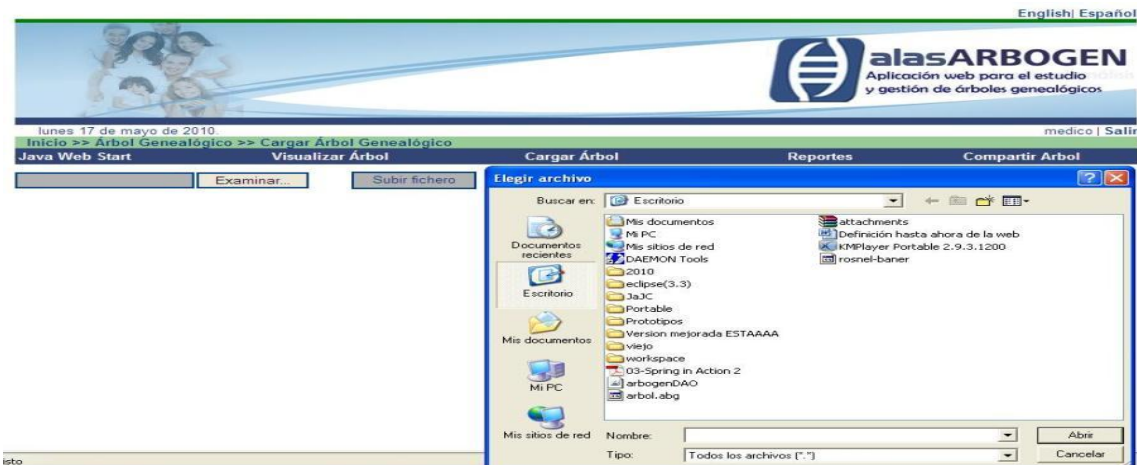 English| Español
alasARBOGEN
Aplicación web para el estudio
y gestión de árboles genealógicos
lunes 17 de mayo de 2010.
medico | Salir
Inicio >> Árbol Genealógico >> Cargar Árbol Genealógico
Java Web Start Visualizar Árbol Cargar Árbol Reportes Compartir Arbol
Examinar... Subir fichero
Elegir archivo
Buscar en: Escritorio
Documentos recientes
Escritorio
Mis documentos
Mi PC
Mis sitios de red
Mis documentos
Mi PC
Mis sitios de red
DAEMON Tools
2010
eclipse(3.3)
JaJC
Portable
Prototipos
Version mejorada ESTAAAA
viejo
workspace
03-Spring in Action 2
arbogenDAO
arbol.abg
attachments
Definición hasta ahora de la web
KMPlayer Portable 2.9.3.1200
rosnel-baner
Nombre: Abrir
Tipo: Todos los archivos (*.*) Cancelar
isto